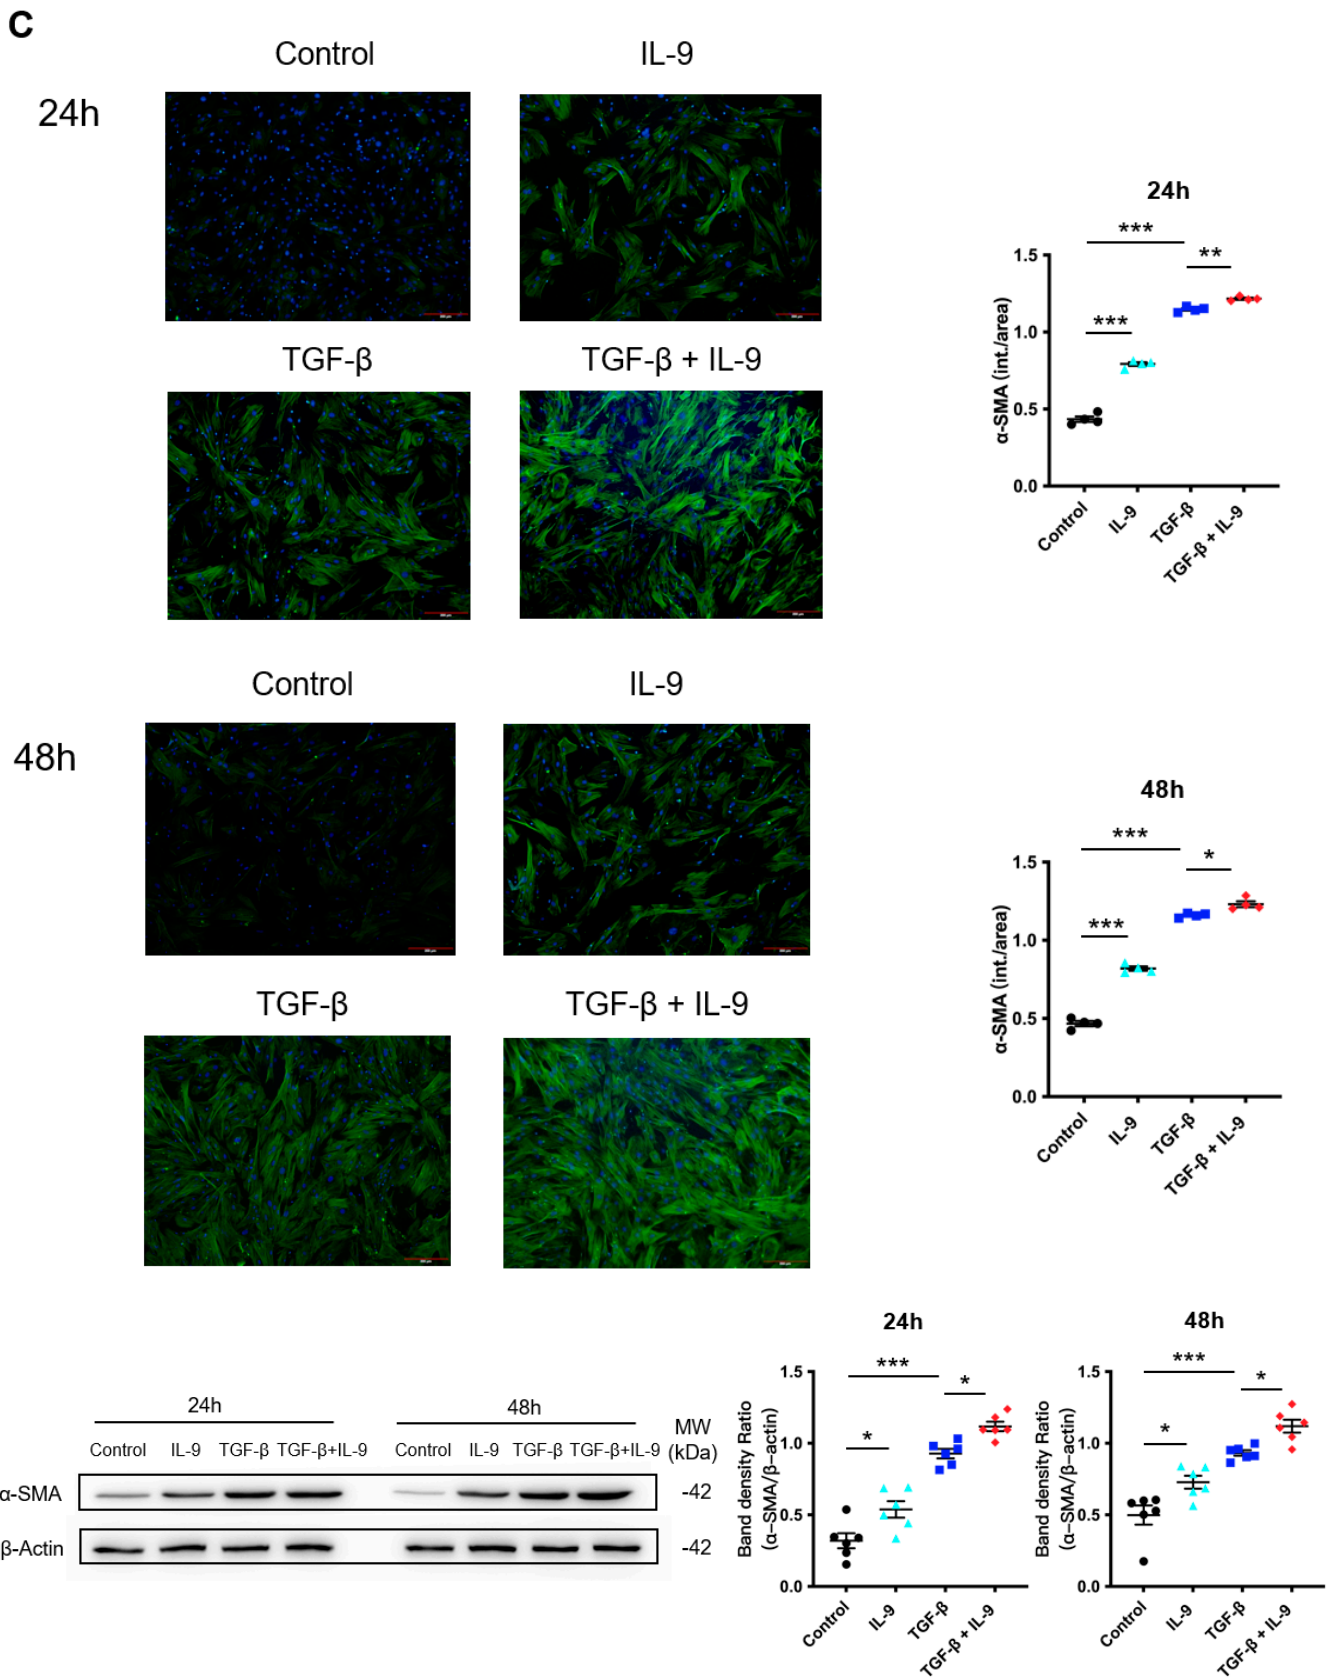 C
Control
IL-9
24h
TGF-β
TGF-β + IL-9
24h
***
**
***
1.5
1.0
0.5
0.0
α-SMA (int./area)
Control
IL-9
TGF-β
TGF-β + IL-9
Control
IL-9
48h
TGF-β
TGF-β + IL-9
48h
***
*
***
1.5
1.0
0.5
0.0
α-SMA (int./area)
Control
IL-9
TGF-β
TGF-β + IL-9
24h
48h
MW
(kDa)
Control IL-9 TGF-β TGF-β+IL-9
Control IL-9 TGF-β TGF-β+IL-9
α-SMA
-42
β-Actin
-42
24h
***
*
*
1.5
1.0
0.5
0.0
Band density Ratio
(α–SMA/β–actin)
Control
IL-9
TGF-β
TGF-β + IL-9
48h
***
*
*
1.5
1.0
0.5
0.0
Band density Ratio
(α–SMA/β–actin)
Control
IL-9
TGF-β
TGF-β + IL-9